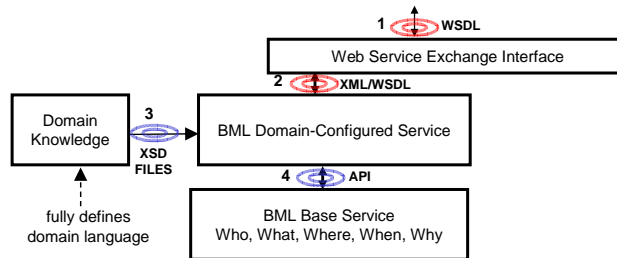 1 WSDL
Web Service Exchange Interface
2 XML/WSDL
Domain
Knowledge
3
XSD
FILES
BML Domain-Configured Service
4 API
fully defines
domain language
BML Base Service
Who, What, Where, When, Why